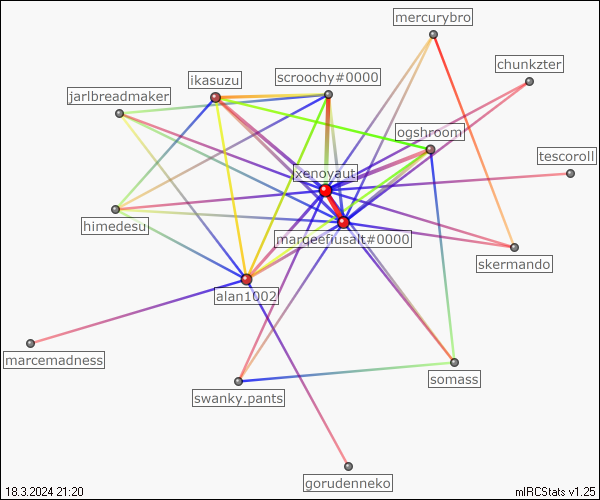 mercurybro
chunkzter
ikasuzu
scroochy#0000
jarlbreadmaker
ogshroom
tescoroll
xenoyaut
himedesu
marqeefiusalt#0000
skermando
alan1002
marcemadness
somass
swanky.pants
gorudenneko
18.3.2024 21:20
mIRCStats v1.25